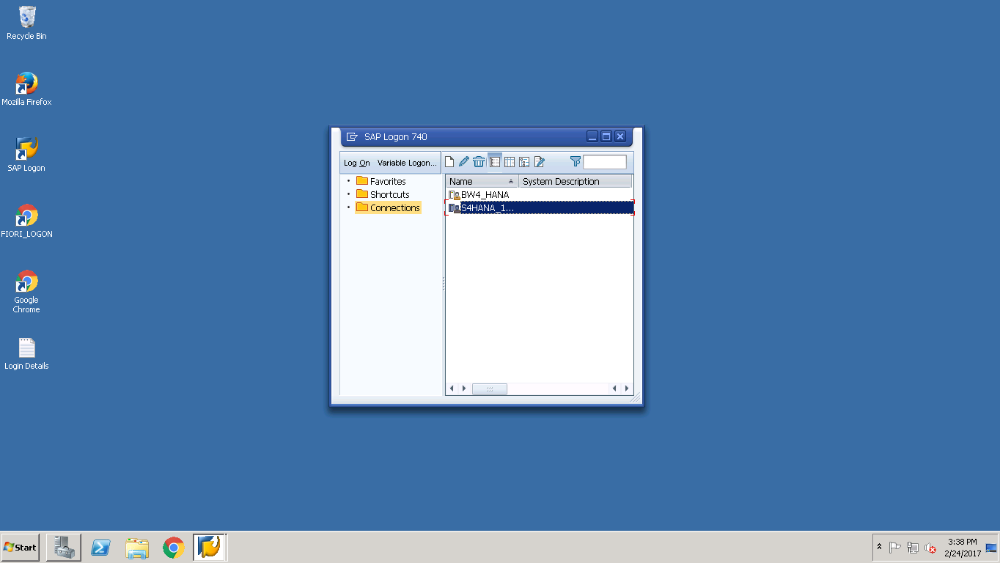 Recycle Bin
Mozilla Firefox
SAP Logon
FIORI_LOGON
Google
Chrome
Login Details
SAP Logon 740
Log On Variable Logon...
Favorites
Shortcuts
Connections
Name System Description
BW4_HANA
S4HANA_1...
Start
3:38 PM
2/24/2017